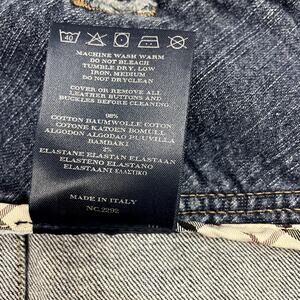 40
MACHINE WASH WARM
DO NOT BLEACH
TUMBLE DRY, LOW
IRON, MEDIUM
DO NOT DRYCLEAN
COVER OR REMOVE ALL
LEATHER BUTTONS AND
BUCKLES BEFORE CLEANING
98%
COTTON BAUMWOLLE COTON
COTONE KATOEN BOMULL
ALGODON ALGODAO PUUVILLA
BAMBAKI
2%
ELASTANE ELASTAN ELASTAAN
ELASTENO ELASTANO
ELASTAANI ΕΛΑΣΤΙΚΟ
MADE IN ITALY
NC.2292